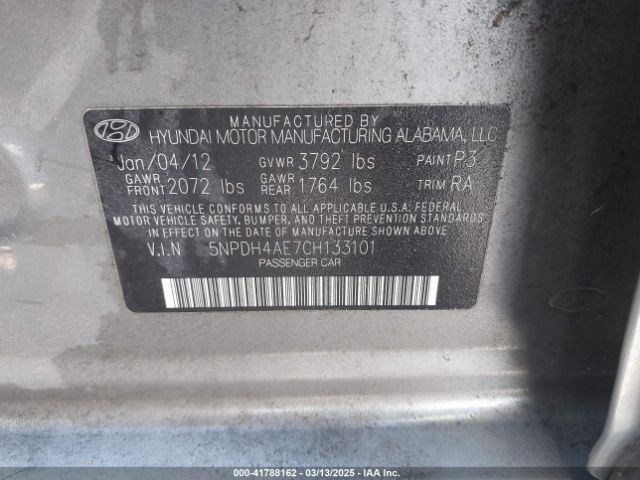 MANUFACTURED BY
HYUNDAI MOTOR MANUFACTURING ALABAMA, LLC
Jan/04/12 GVWR 3792 lbs PAINT P3
GAWR FRONT 2072 lbs GAWR REAR 1764 lbs TRIM RA
THIS VEHICLE CONFORMS TO ALL APPLICABLE U.S.A. FEDERAL
MOTOR VEHICLE SAFETY, BUMPER, AND THEFT PREVENTION STANDARDS
IN EFFECT ON THE DATE OF MANUFACTURE SHOWN ABOVE.
V.I.N 5NPDH4AE7CH133101
PASSENGER CAR
000-41788162 - 03/13/2025 - IAA Inc.